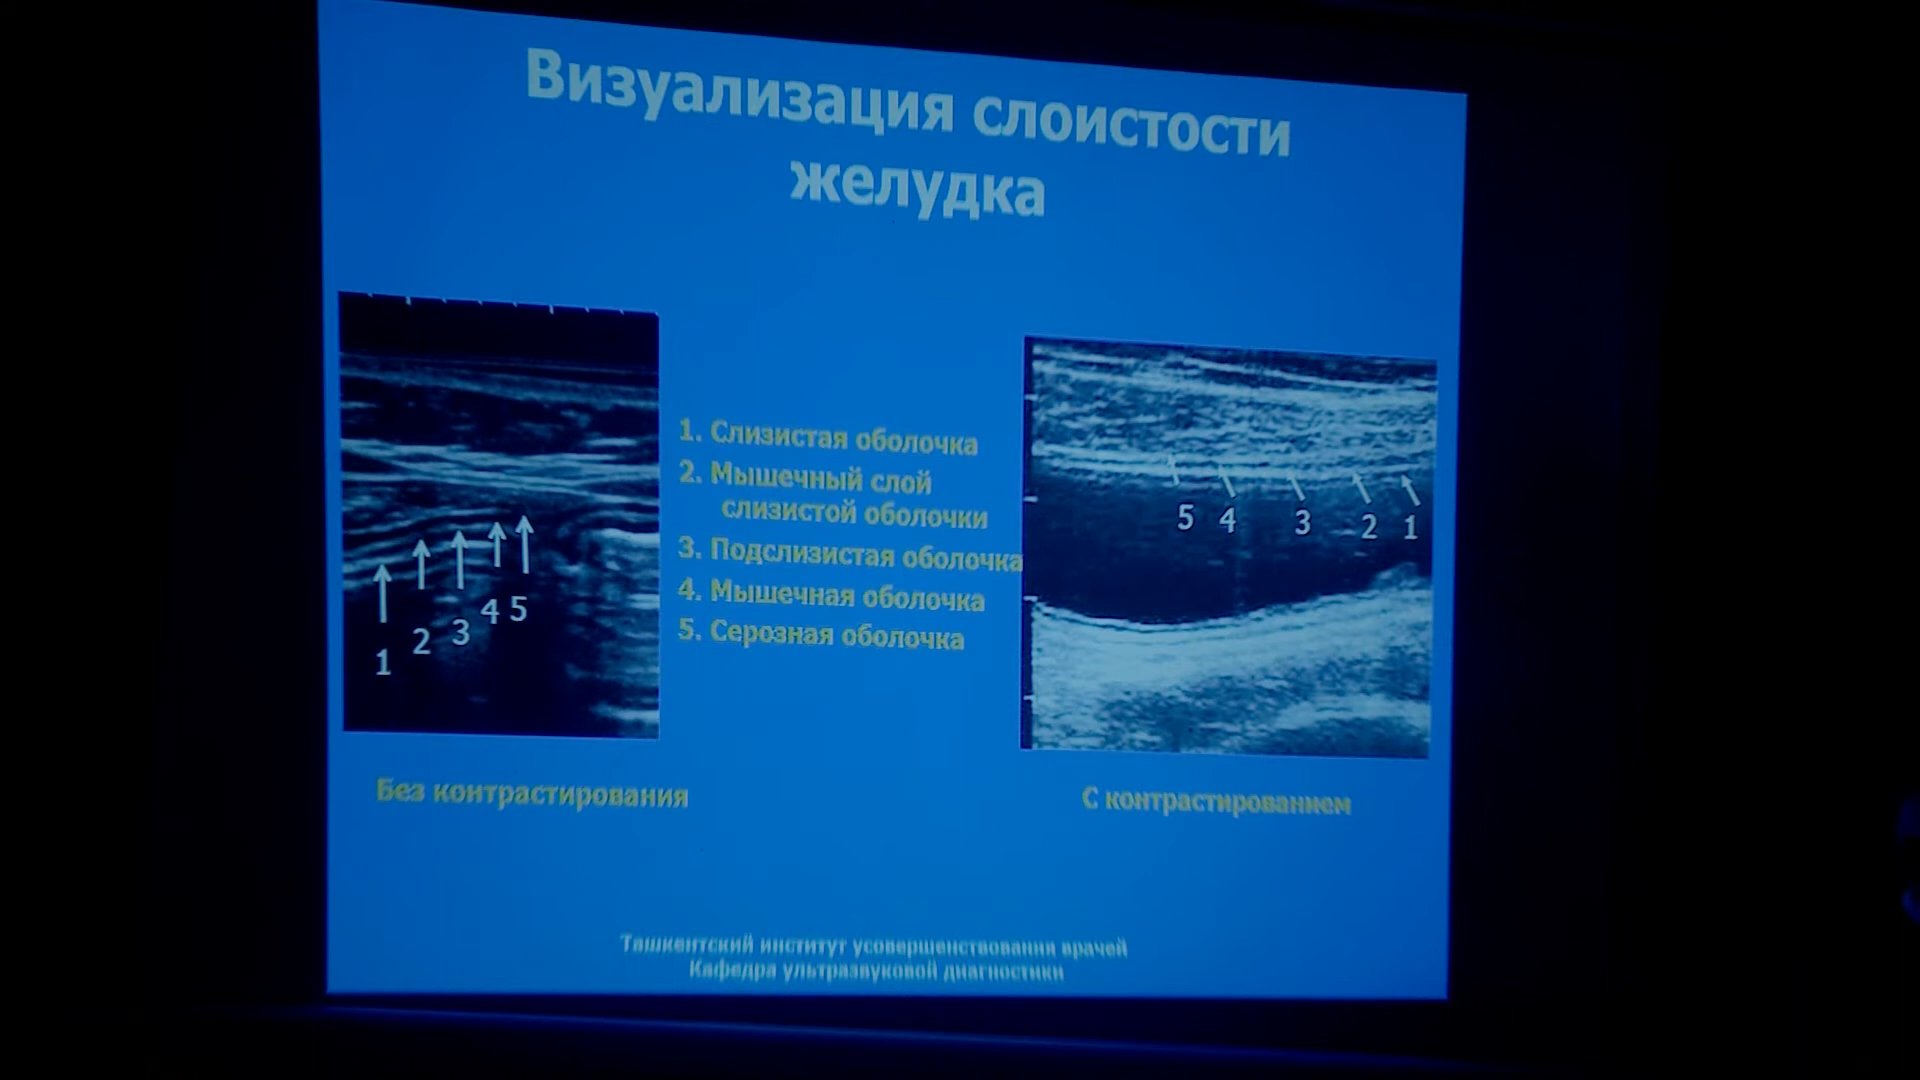 Визуализация слоистости
желудка
1. Слизистая оболочка
2. Мышечный слой
слизистой оболочки
3. Подслизистая оболочка
4. Мышечная оболочка
5. Серозная оболочка
1
2
3
4
5
5
4
3
2
1
Без контрастирования
С контрастированием
Ташкентский институт усовершенствования врачей
Кафедра ультразвуковой диагностики